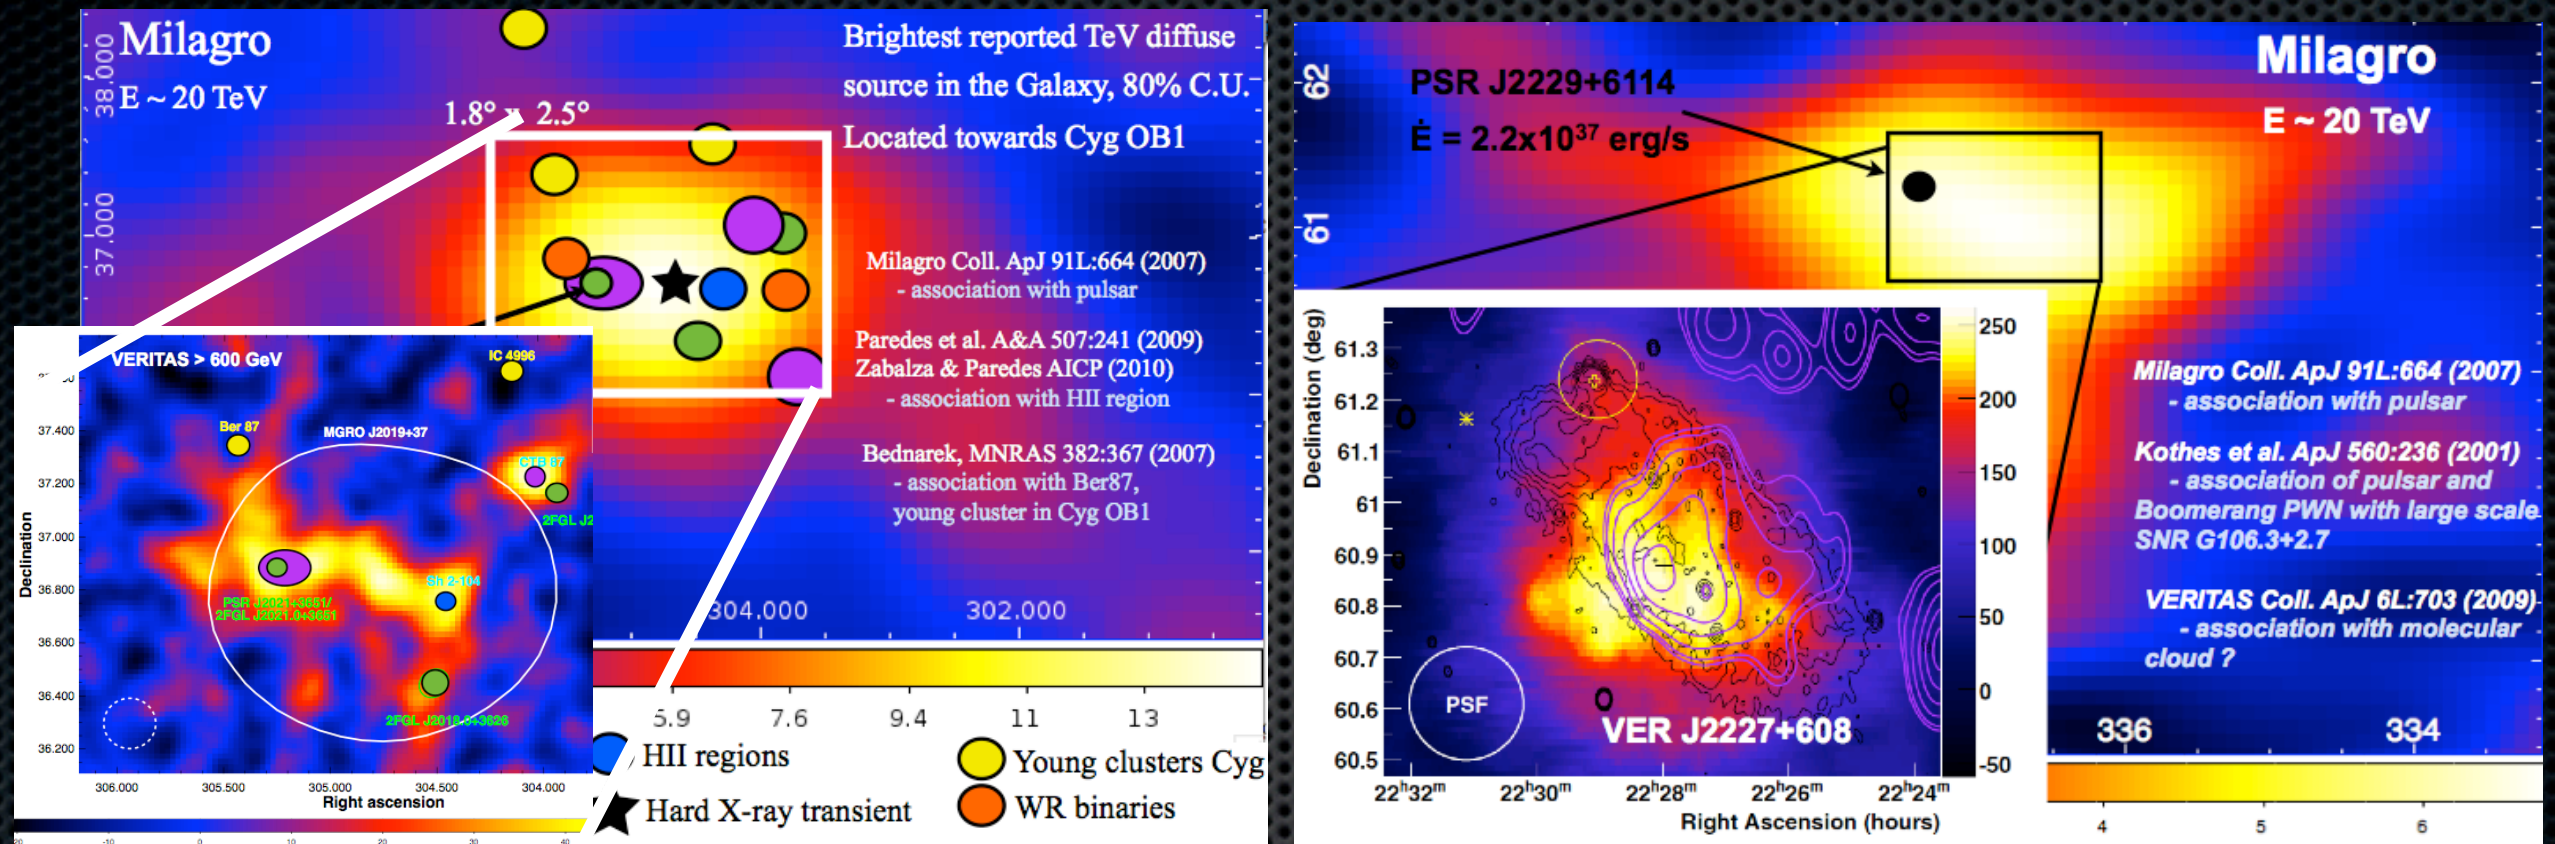 Milagro
E ~ 20 TeV
1.8° x 2.5°
Brightest reported TeV diffuse
source in the Galaxy, 80% C.U.
Located towards Cyg OB1
Milagro Coll. ApJ 91L:664 (2007)
- association with pulsar
Paredes et al. A&A 507:241 (2009)
Zabalza & Paredes AICP (2010)
- association with HII region
Bednarek, MNRAS 382:367 (2007)
- association with Ber87,
young cluster in Cyg OB1
38.000
37.000
304.000 302.000
5.9 7.6 9.4 11 13
HII regions
Young clusters Cyg
Hard X-ray transient
WR binaries
VERITAS > 600 GeV
IC 4996
Ber 87
MGRO J2019+37
CTB 87
2FGL J2
Sh 2-104
PSR J2021+3651/
2FGL J2021.0+3651
2FGL J2018.0+3626
Declination
37.400
37.200
37.000
36.800
36.600
36.400
36.200
306.000 305.500 305.000 304.500 304.000
Right ascension
-20 -10 0 10 20 30 40
Milagro
E ~ 20 TeV
PSR J2229+6114
Ė = 2.2x10³⁷ erg/s
62
61
Milagro Coll. ApJ 91L:664 (2007)
- association with pulsar
Kothes et al. ApJ 560:236 (2001)
- association of pulsar and
Boomerang PWN with large scale
SNR G106.3+2.7
VERITAS Coll. ApJ 6L:703 (2009)
- association with molecular
cloud ?
336 334
4 5 6
Declination (deg)
61.3
61.2
61.1
61
60.9
60.8
60.7
60.6
60.5
PSF
VER J2227+608
250
200
150
100
50
0
-50
22ʰ32ᵐ 22ʰ30ᵐ 22ʰ28ᵐ 22ʰ26ᵐ 22ʰ24ᵐ
Right Ascension (hours)